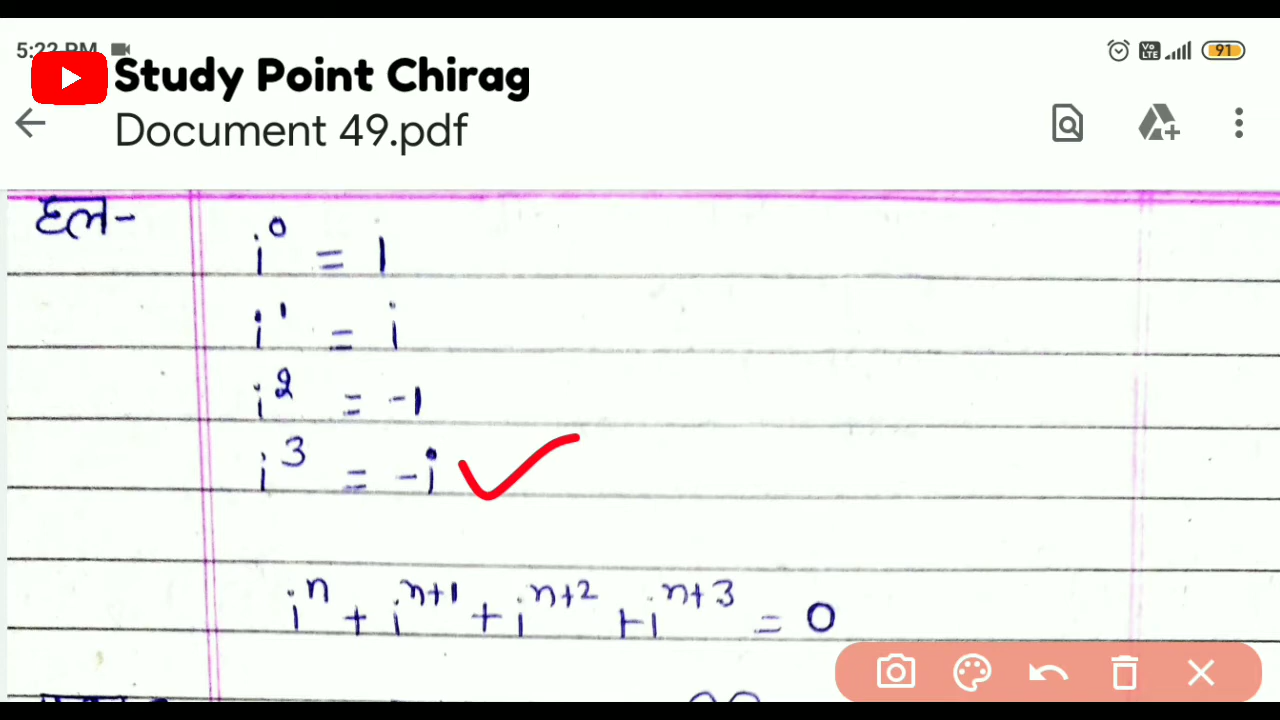 5:22 PM
91
Study Point Chirag
Document 49.pdf
हल-
i⁰ = 1
i¹ = i
i² = -1
i³ = -i
iⁿ + iⁿ⁺¹ + iⁿ⁺² + iⁿ⁺³ = 0